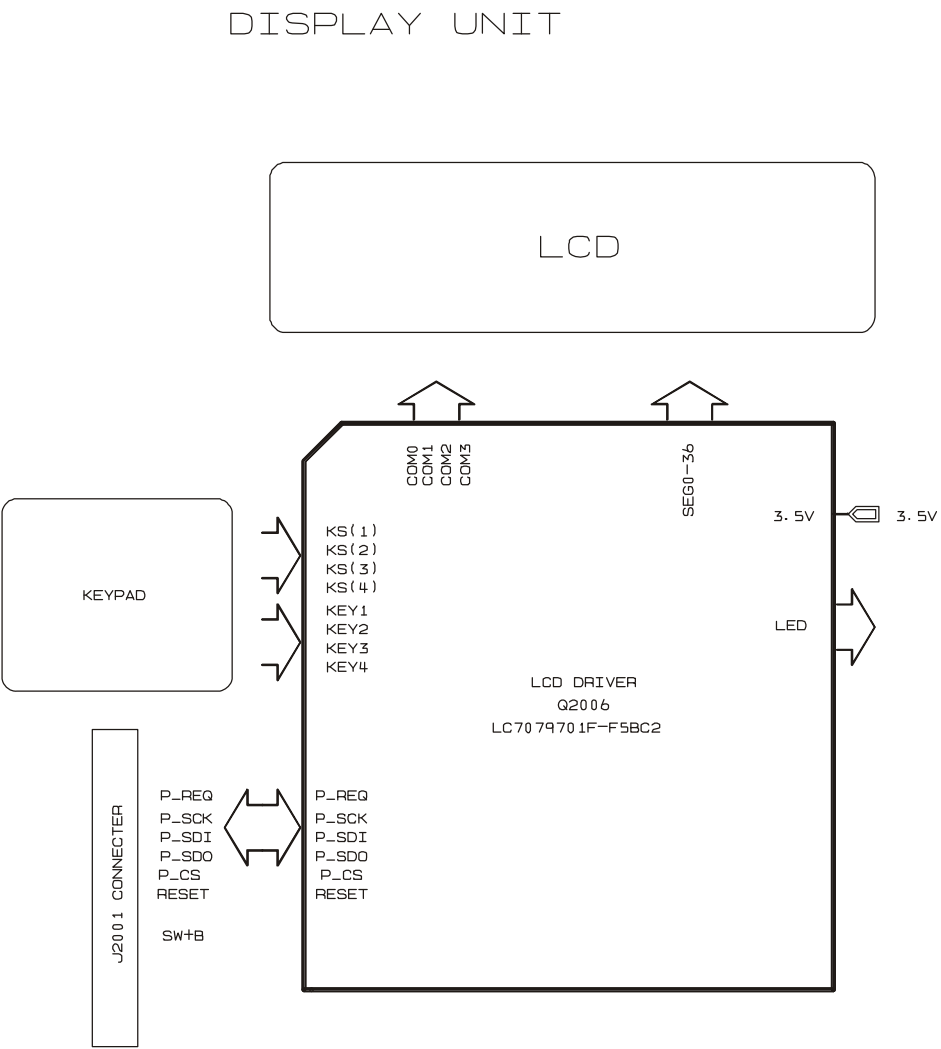 DISPLAY UNIT
LCD
COM0
COM1
COM2
COM3
SEG0-36
3.5V
3.5V
KEYPAD
KS(1)
KS(2)
KS(3)
KS(4)
KEY1
KEY2
KEY3
KEY4
LED
LCD DRIVER
Q2006
LC7079701F-F5BC2
J2001 CONNECTER
P_REQ
P_SCK
P_SDI
P_SDO
P_CS
RESET
SW+B
P_REQ
P_SCK
P_SDI
P_SDO
P_CS
RESET